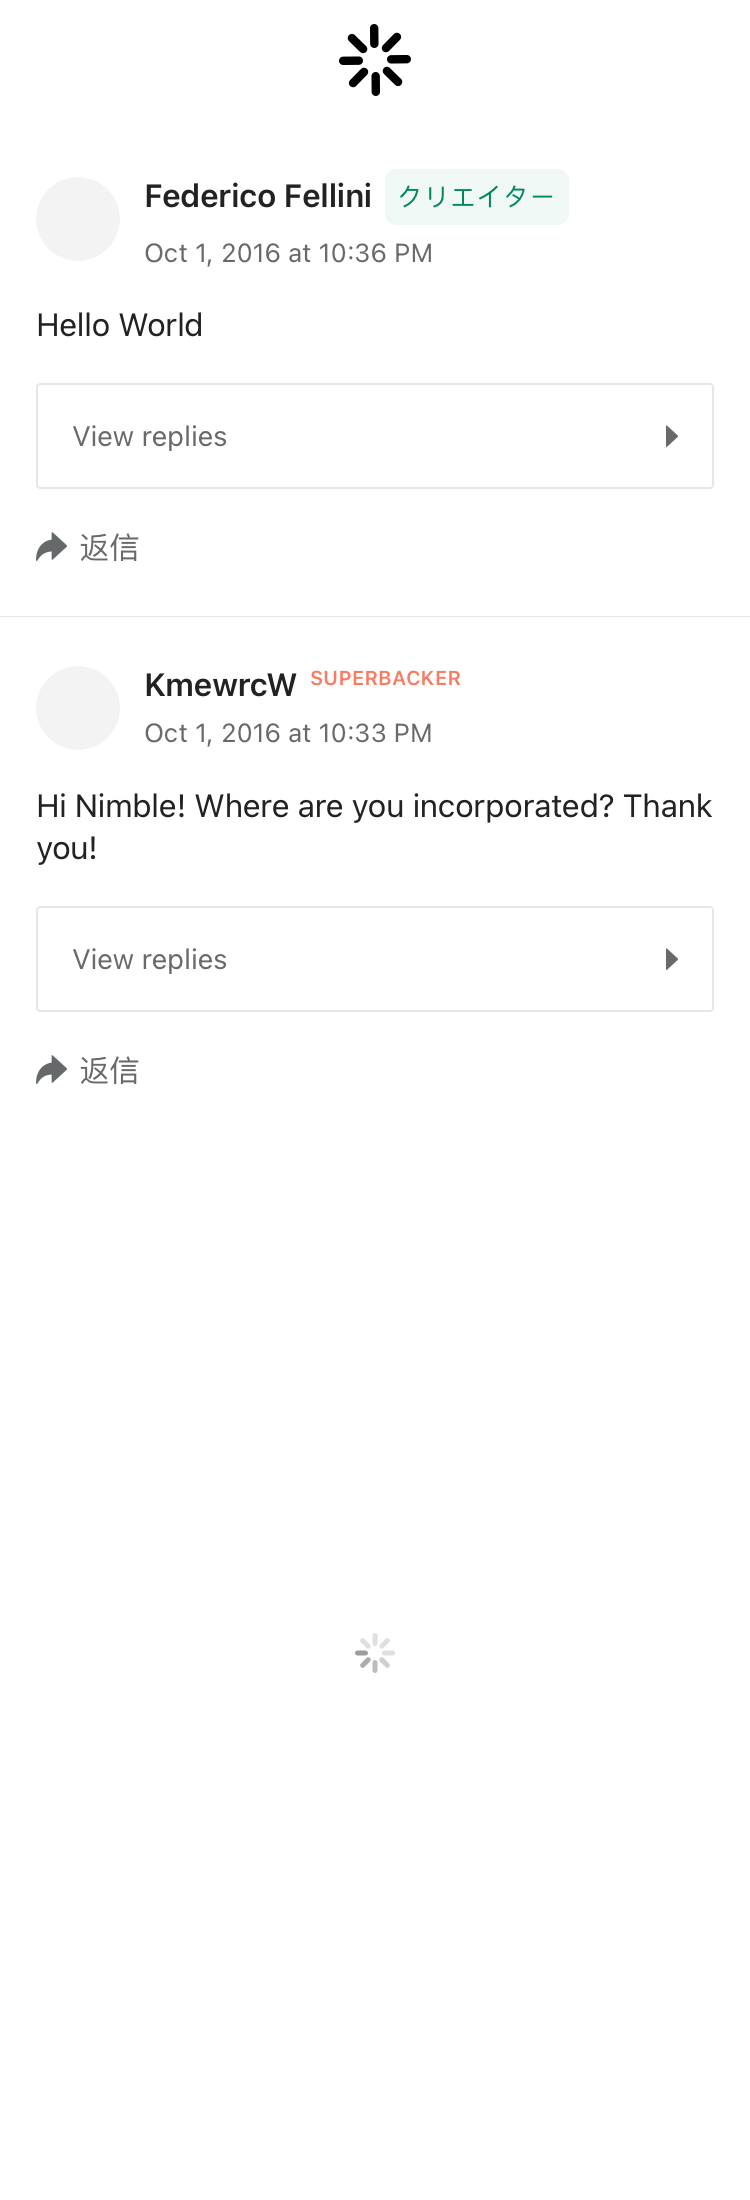 Federico Fellini クリエイター
Oct 1, 2016 at 10:36 PM
Hello World
View replies
返信
KmewrcW SUPERBACKER
Oct 1, 2016 at 10:33 PM
Hi Nimble! Where are you incorporated? Thank
you!
View replies
返信